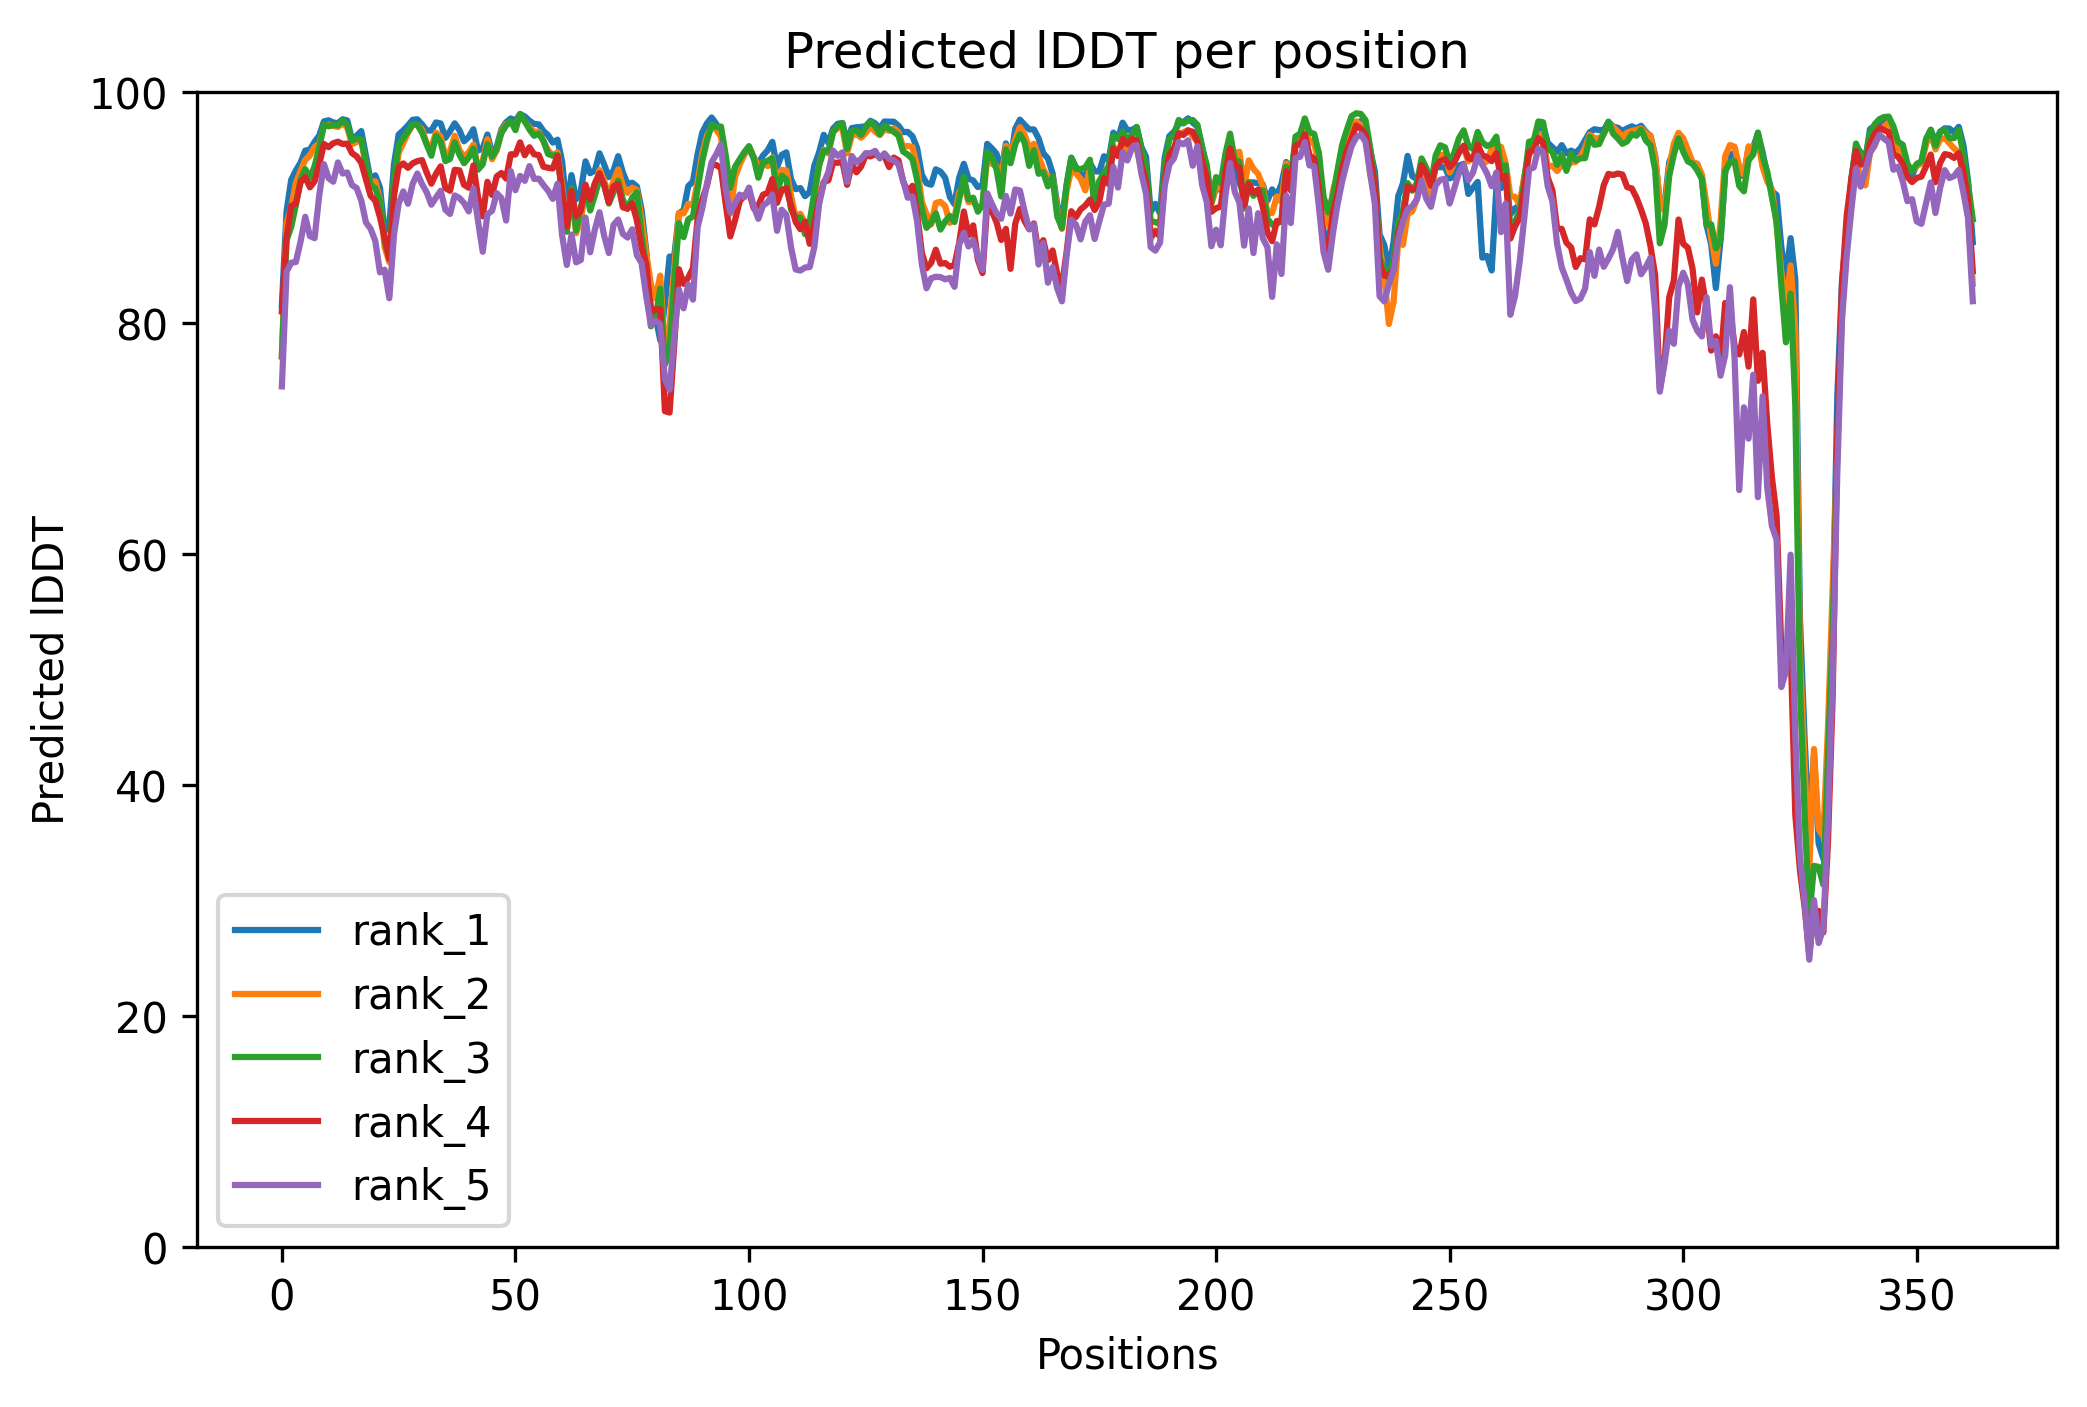 Predicted lDDT per position
100
80
60
40
20
0
Predicted lDDT
rank_1
rank_2
rank_3
rank_4
rank_5
0 50 100 150 200 250 300 350
Positions